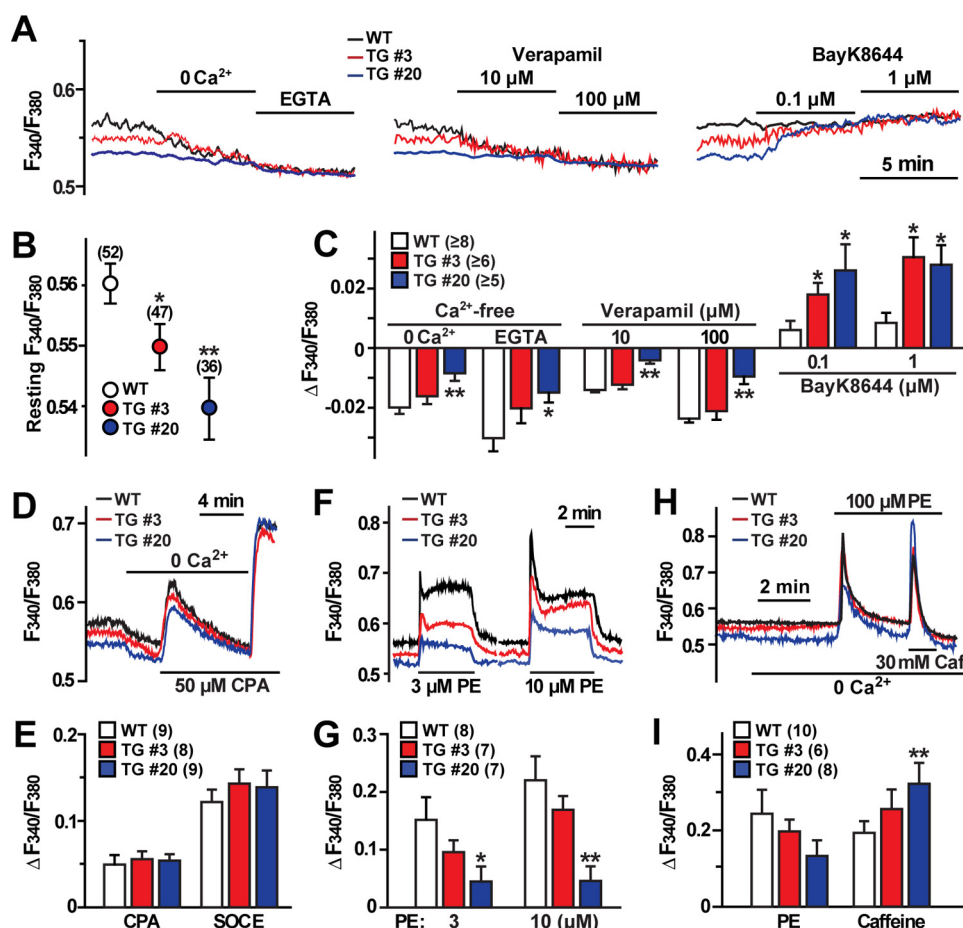 A
WT
TG #3
TG #20
0 Ca²⁺
EGTA
Verapamil
10 µM
100 µM
BayK8644
0.1 µM
1 µM
5 min
F340/F380
0.6
0.5
B
Resting F340/F380
0.56
0.55
0.54
(52)
*
(47)
**
(36)
WT
TG #3
TG #20
C
WT (≥8)
TG #3 (≥6)
TG #20 (≥5)
Δ F340/F380
0.02
0
-0.02
Ca²⁺-free
0 Ca²⁺
EGTA
Verapamil (µM)
10
100
** * ** **
* * * *
0.1 1
BayK8644 (µM)
D
WT
TG #3
TG #20
4 min
0 Ca²⁺
F340/F380
0.7
0.6
0.5
50 µM CPA
F
WT
TG #3
TG #20
2 min
F340/F380
0.8
0.7
0.6
0.5
3 µM PE
10 µM PE
H
WT
TG #3
TG #20
100 µM PE
2 min
F340/F380
0.9
0.8
0.7
0.6
0.5
30 mM Caf
0 Ca²⁺
E
WT (9)
TG #3 (8)
TG #20 (9)
Δ F340/F380
0.2
0.1
0
CPA SOCE
G
WT (8)
TG #3 (7)
TG #20 (7)
Δ F340/F380
0.3
0.2
0.1
0
* **
PE: 3 10 (µM)
I
WT (10)
TG #3 (6)
TG #20 (8)
**
Δ F340/F380
0.4
0.2
0
PE Caffeine